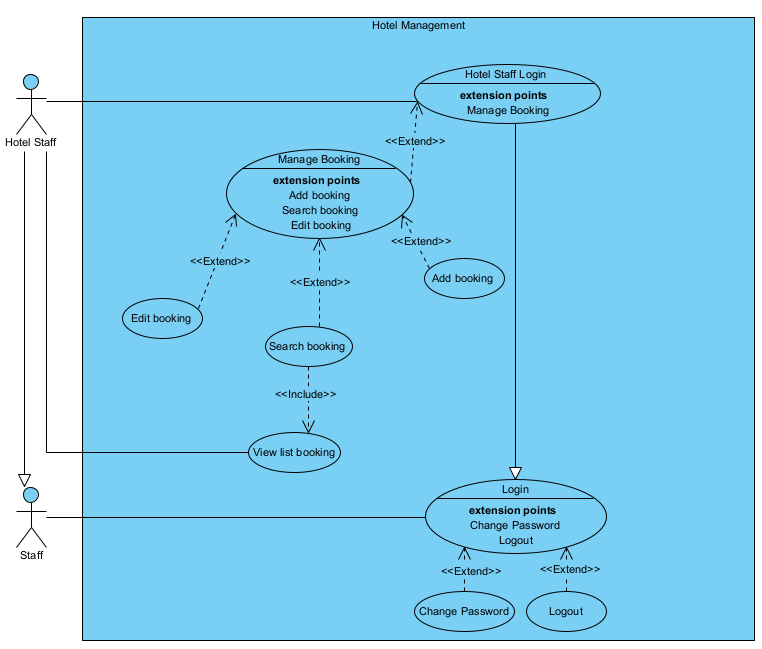 Hotel Management
Hotel Staff Login
extension points
Manage Booking
Hotel Staff
<<Extend>>
Manage Booking
extension points
Add booking
Search booking
Edit booking
<<Extend>>
<<Extend>>
<<Extend>>
Add booking
Edit booking
Search booking
<<Include>>
View list booking
Login
extension points
Change Password
Logout
Staff
<<Extend>>
<<Extend>>
Change Password
Logout